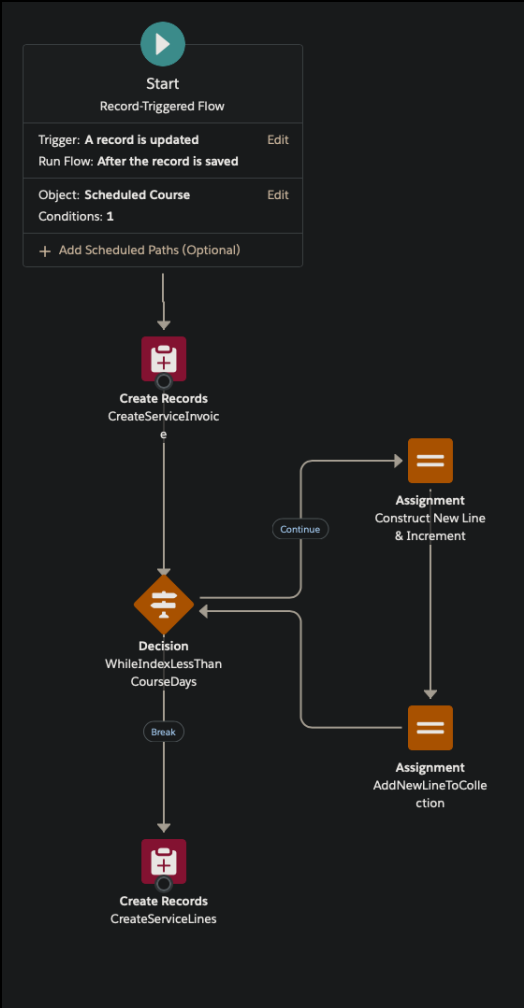 Start
Record-Triggered Flow
Trigger: A record is updated Edit
Run Flow: After the record is saved
Object: Scheduled Course Edit
Conditions: 1
+ Add Scheduled Paths (Optional)
Create Records
CreateServiceInvoic
e
Assignment
Construct New Line
& Increment
Continue
Decision
WhileIndexLessThan
CourseDays
Break
Assignment
AddNewLineToColle
ction
Create Records
CreateServiceLines